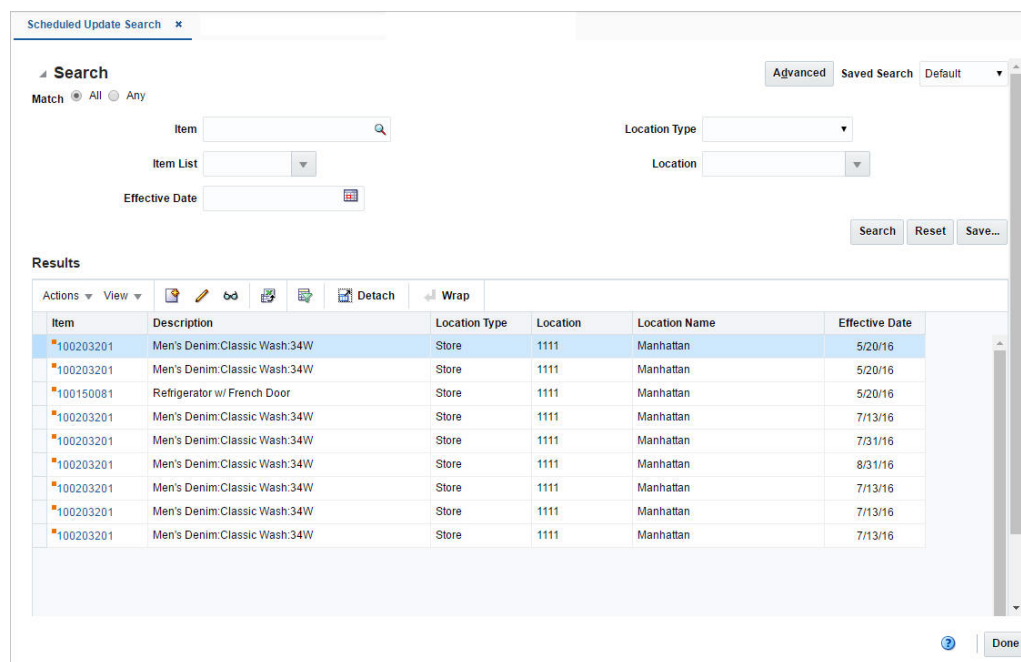 Scheduled Update Search ×
Search
Advanced Saved Search Default
Match All Any
Item Location Type
Item List Location
Effective Date
Search Reset Save...
Results
Actions View Detach Wrap
Item Description Location Type Location Location Name Effective Date
100203201 Men's Denim:Classic Wash:34W Store 1111 Manhattan 5/20/16
100203201 Men's Denim:Classic Wash:34W Store 1111 Manhattan 5/20/16
100150081 Refrigerator w/ French Door Store 1111 Manhattan 5/20/16
100203201 Men's Denim:Classic Wash:34W Store 1111 Manhattan 7/13/16
100203201 Men's Denim:Classic Wash:34W Store 1111 Manhattan 7/31/16
100203201 Men's Denim:Classic Wash:34W Store 1111 Manhattan 8/31/16
100203201 Men's Denim:Classic Wash:34W Store 1111 Manhattan 7/13/16
100203201 Men's Denim:Classic Wash:34W Store 1111 Manhattan 7/13/16
100203201 Men's Denim:Classic Wash:34W Store 1111 Manhattan 7/13/16
? Done